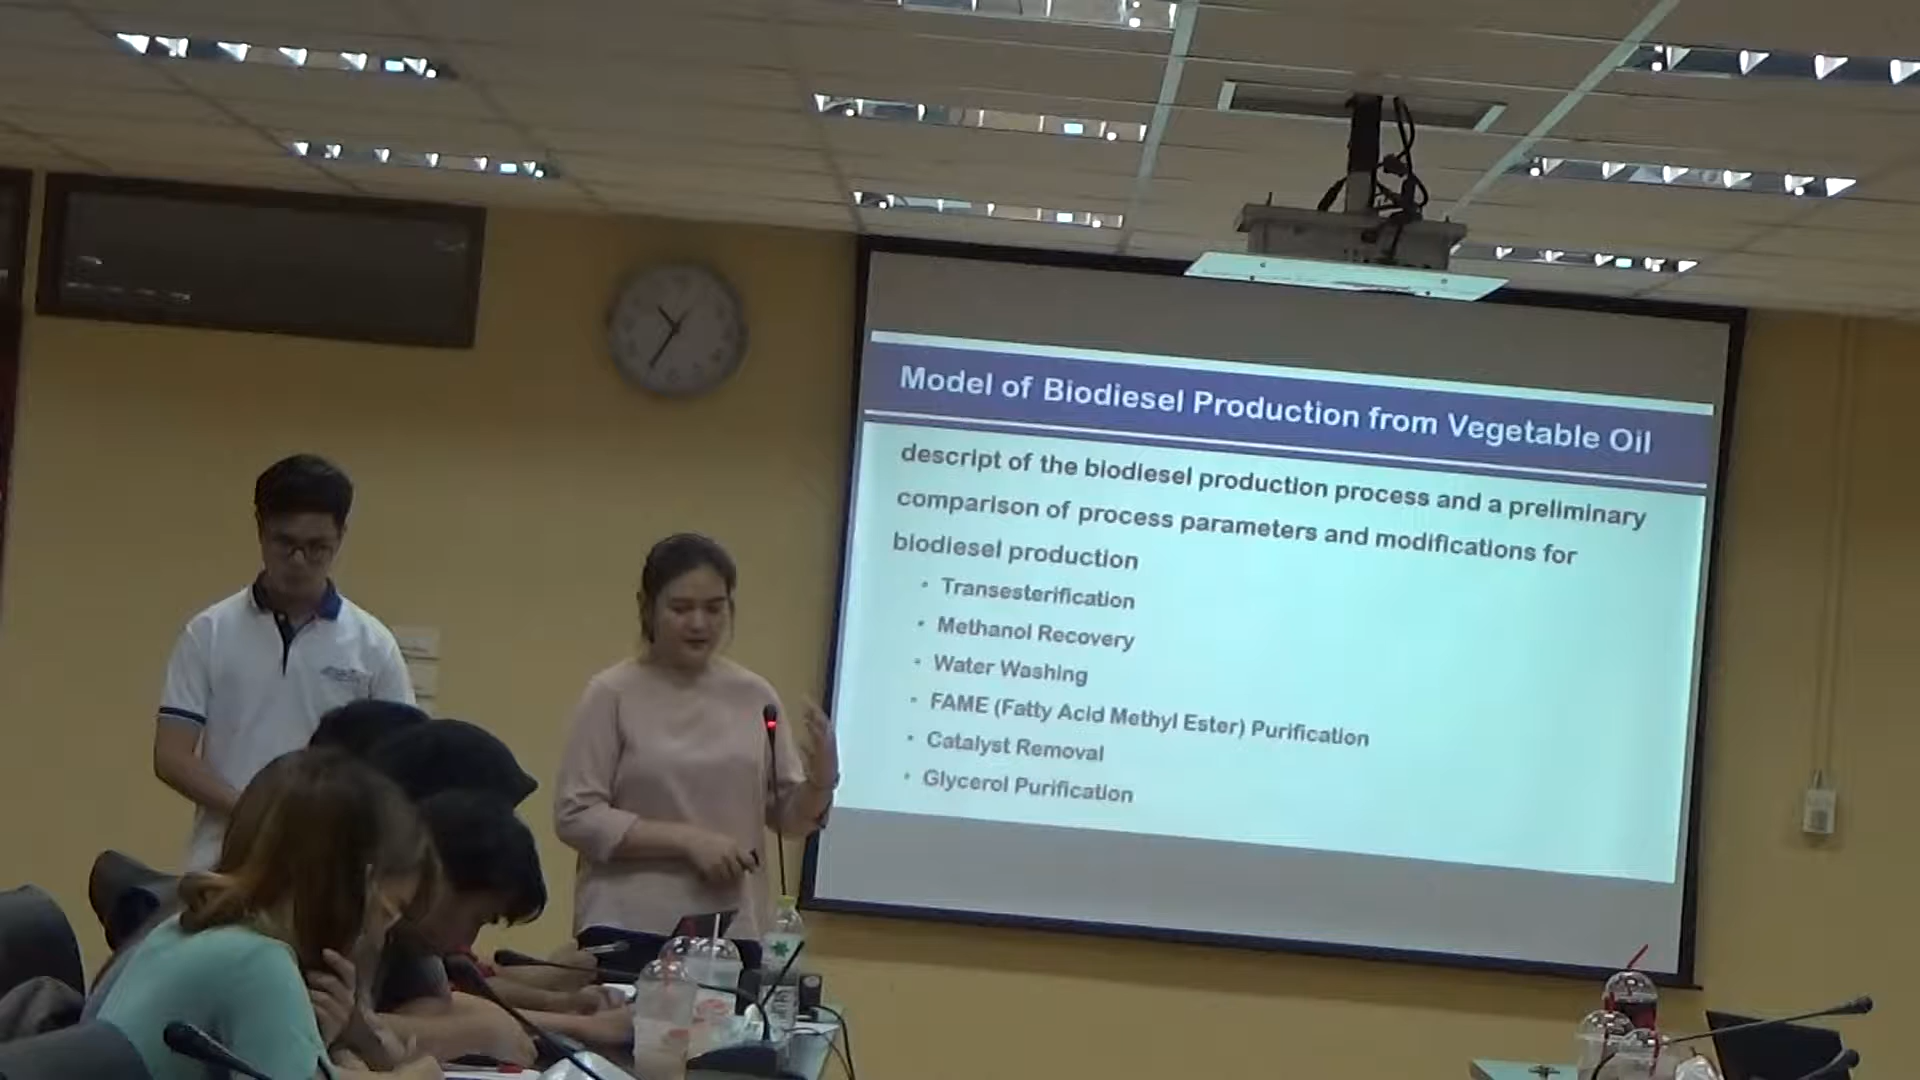 Model of Biodiesel Production from Vegetable Oil
descript of the biodiesel production process and a preliminary
comparison of process parameters and modifications for
biodiesel production
• Transesterification
• Methanol Recovery
• Water Washing
• FAME (Fatty Acid Methyl Ester) Purification
• Catalyst Removal
• Glycerol Purification